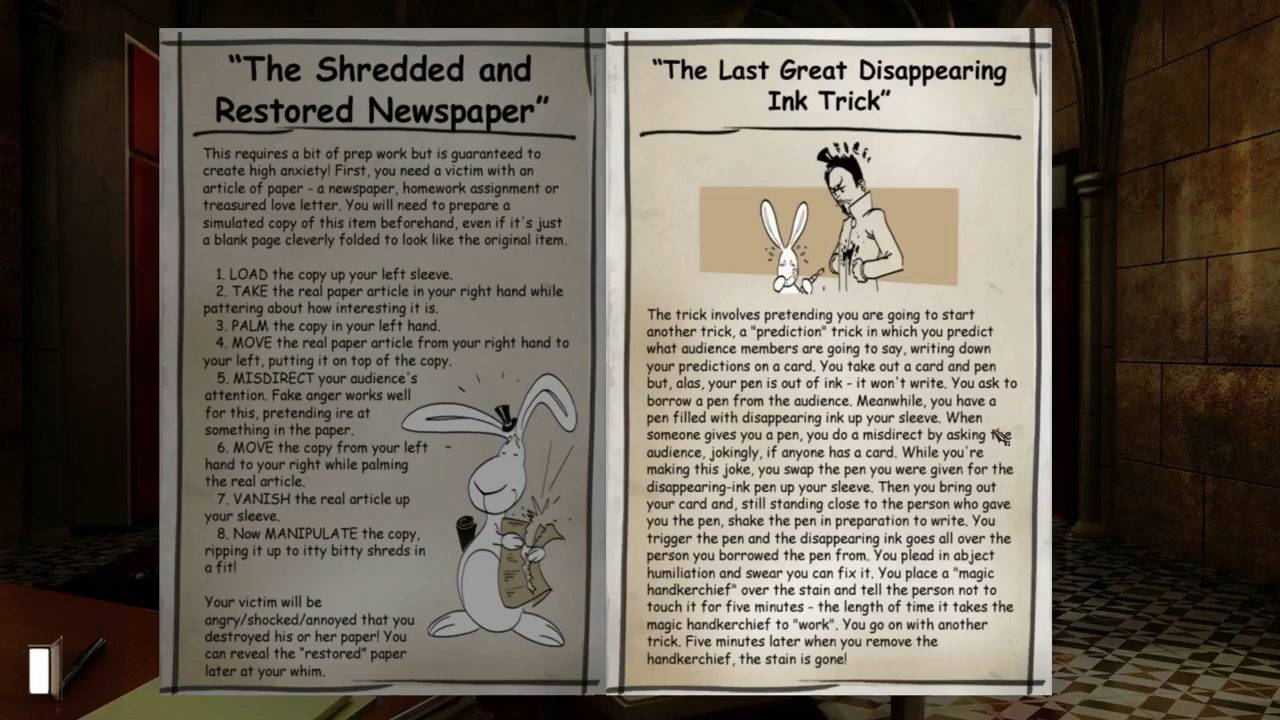 “The Shredded and
Restored Newspaper”
This requires a bit of prep work but is guaranteed to
create high anxiety! First, you need a victim with an
article of paper - a newspaper, homework assignment or
treasured love letter. You will need to prepare a
simulated copy of this item beforehand, even if it's just
a blank page cleverly folded to look like the original item.
1. LOAD the copy up your left sleeve.
2. TAKE the real paper article in your right hand while
pattering about how interesting it is.
3. PALM the copy in your left hand.
4. MOVE the real paper article from your right hand to
your left, putting it on top of the copy.
5. MISDIRECT your audience's
attention. Fake anger works well
for this, pretending ire at
something in the paper.
6. MOVE the copy from your left
hand to your right while palming
the real article.
7. VANISH the real article up
your sleeve.
8. Now MANIPULATE the copy,
ripping it up to itty bitty shreds in
a fit!
Your victim will be
angry/shocked/annoyed that you
destroyed his or her paper! You
can reveal the "restored" paper
later at your whim.
“The Last Great Disappearing
Ink Trick”
The trick involves pretending you are going to start
another trick, a "prediction" trick in which you predict
what audience members are going to say, writing down
your predictions on a card. You take out a card and pen
but, alas, your pen is out of ink - it won't write. You ask to
borrow a pen from the audience. Meanwhile, you have a
pen filled with disappearing ink up your sleeve. When
someone gives you a pen, you do a misdirect by asking the
audience, jokingly, if anyone has a card. While you're
making this joke, you swap the pen you were given for the
disappearing-ink pen up your sleeve. Then you bring out
your card and, still standing close to the person who gave
you the pen, shake the pen in preparation to write. You
trigger the pen and the disappearing ink goes all over the
person you borrowed the pen from. You plead in abject
humiliation and swear you can fix it. You place a "magic
handkerchief" over the stain and tell the person not to
touch it for five minutes - the length of time it takes the
magic handkerchief to "work". You go on with another
trick. Five minutes later when you remove the
handkerchief, the stain is gone!